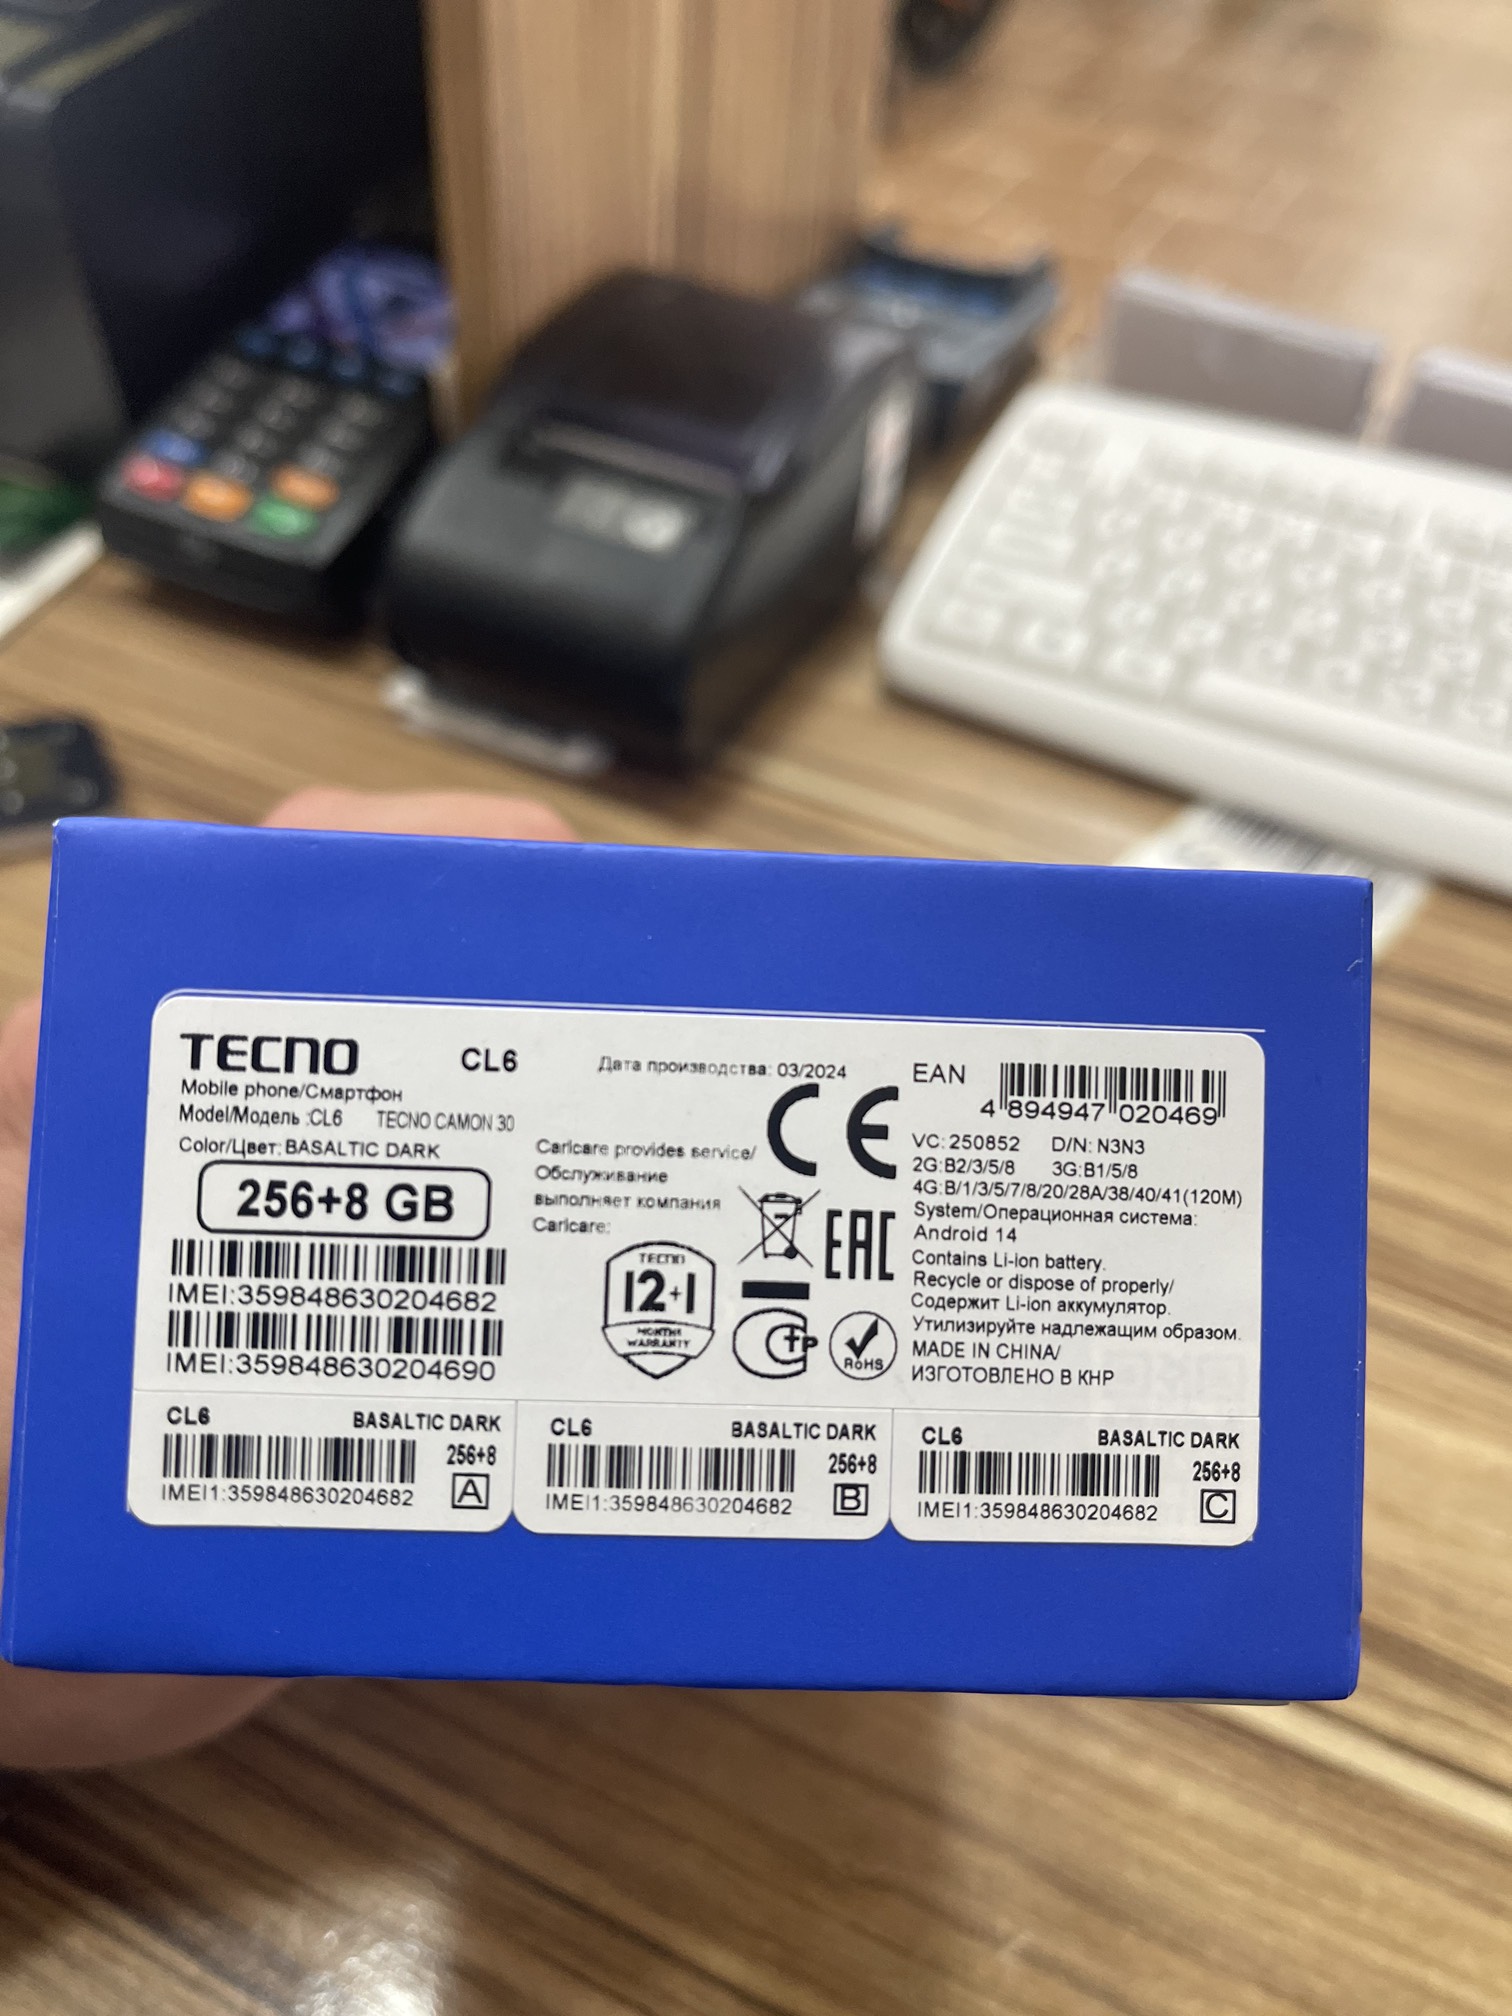 TECNO CL6
Mobile phone/Смартфон
Model/Модель :CL6 TECNO CAMON 30
Color/Цвет: BASALTIC DARK
256+8 GB
IMEI:359848630204682
IMEI:359848630204690
Дата производства: 03/2024
CE
Caricare provides service/
Обслуживание
выполняет компания
Caricare:
TECNO
12+1
MONTHS
WARRANTY
EAC
RoHS
EAN
4 894947 020469
VC: 250852 D/N: N3N3
2G:B2/3/5/8 3G:B1/5/8
4G:B/1/3/5/7/8/20/28A/38/40/41(120M)
System/Операционная система:
Android 14
Contains Li-ion battery.
Recycle or dispose of properly/
Содержит Li-ion аккумулятор.
Утилизируйте надлежащим образом.
MADE IN CHINA/
ИЗГОТОВЛЕНО В КНР
CL6 BASALTIC DARK
256+8
IMEI1:359848630204682 A
CL6 BASALTIC DARK
256+8
IMEI1:359848630204682 B
CL6 BASALTIC DARK
256+8
IMEI1:359848630204682 C